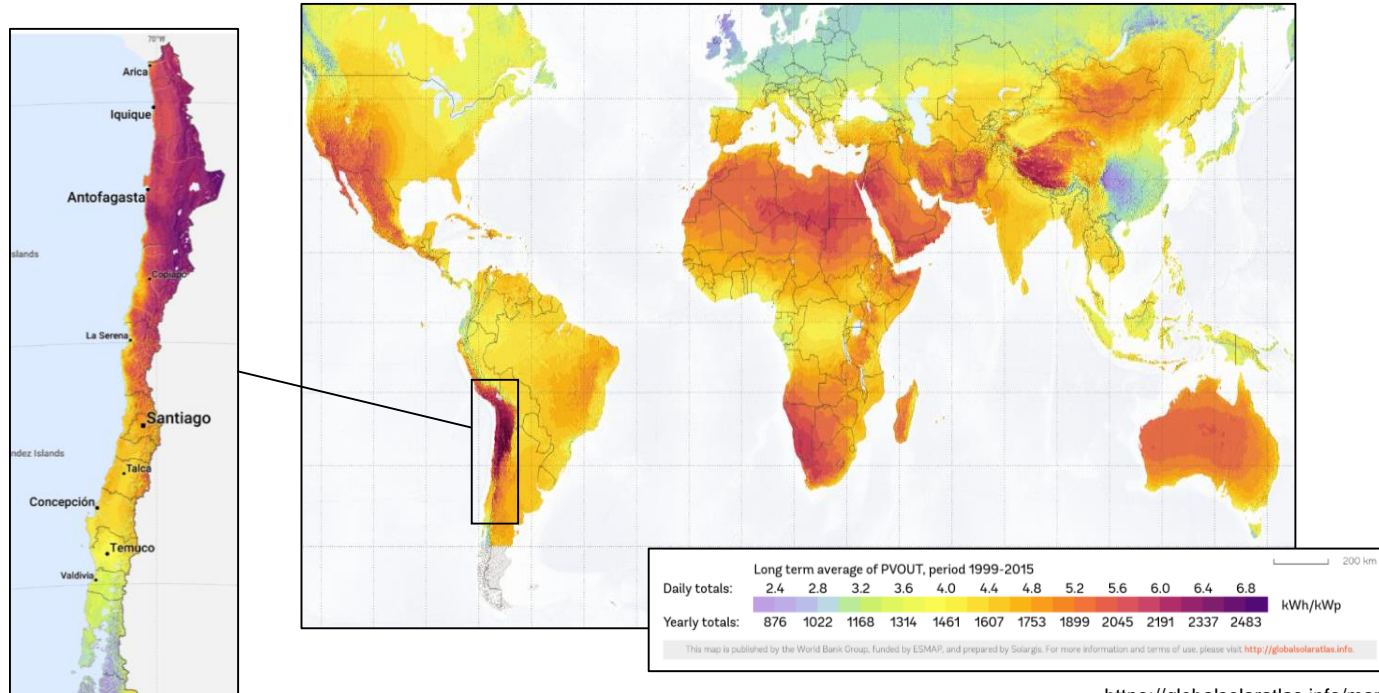 70°W
Arica
Iquique
Antofagasta
slands
Copiapó
La Serena
Santiago
ndez Islands
Talca
Concepción
Temuco
Valdivia
200 km
Long term average of PVOUT, period 1999-2015
Daily totals: 2.4 2.8 3.2 3.6 4.0 4.4 4.8 5.2 5.6 6.0 6.4 6.8
kWh/kWp
Yearly totals: 876 1022 1168 1314 1461 1607 1753 1899 2045 2191 2337 2483
This map is published by the World Bank Group, funded by ESMAP, and prepared by Solargis. For more information and terms of use, please visit http://globalsolaratlas.info.